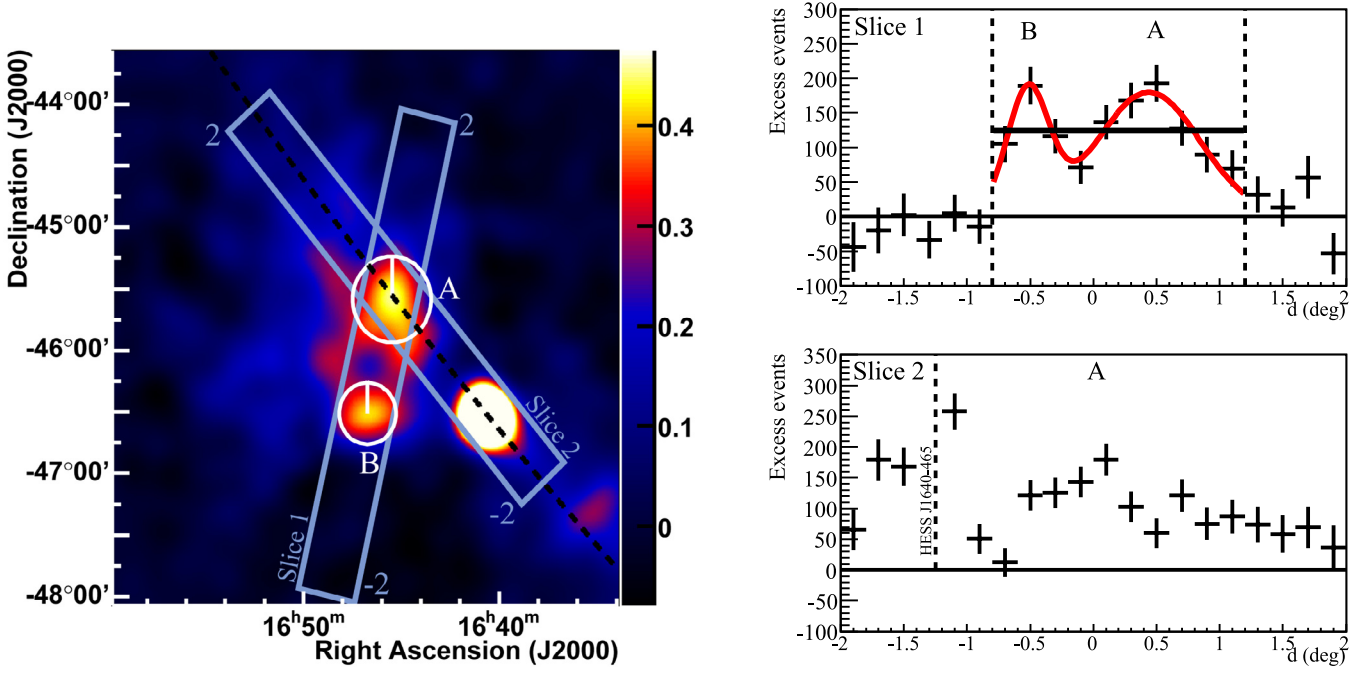 Declination (J2000)
-44°00'
-45°00'
-46°00'
-47°00'
-48°00'
16h50m
16h40m
Right Ascension (J2000)
2
2
A
B
Slice 1
Slice 2
-2
-2
0.4
0.3
0.2
0.1
0
Slice 1
B
A
Excess events
300
250
200
150
100
50
0
-50
-100
-2
-1.5
-1
-0.5
0
0.5
1
1.5
2
d (deg)
Slice 2
A
HESS J1640-465
Excess events
350
300
250
200
150
100
50
0
-50
-100
-2
-1.5
-1
-0.5
0
0.5
1
1.5
2
d (deg)